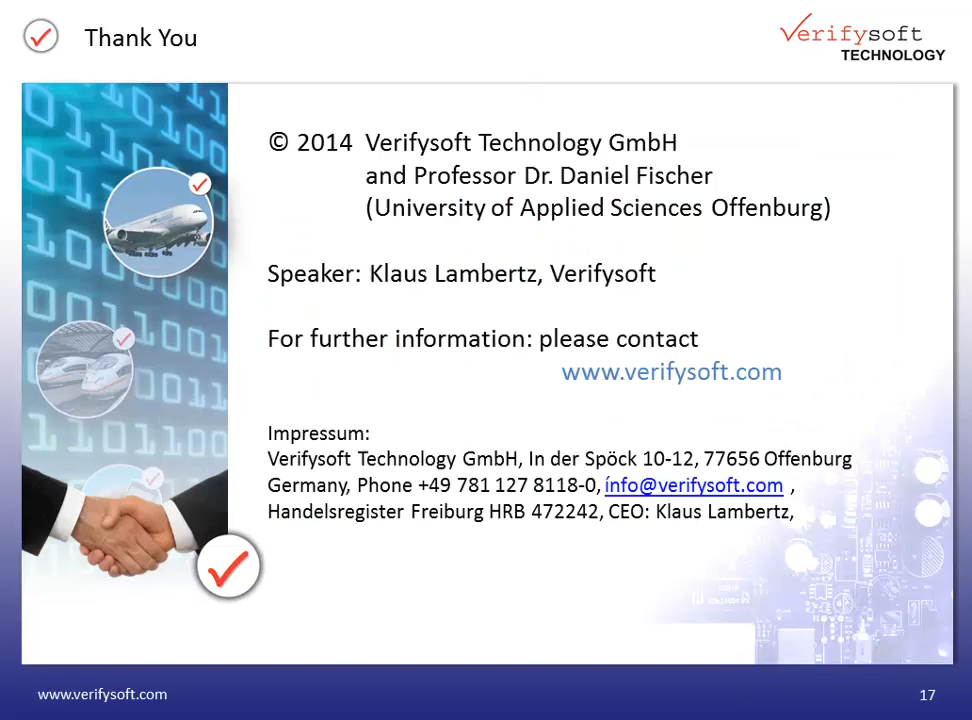 Thank You
Verifysoft
TECHNOLOGY
© 2014 Verifysoft Technology GmbH
and Professor Dr. Daniel Fischer
(University of Applied Sciences Offenburg)
Speaker: Klaus Lambertz, Verifysoft
For further information: please contact
www.verifysoft.com
Impressum:
Verifysoft Technology GmbH, In der Spöck 10-12, 77656 Offenburg
Germany, Phone +49 781 127 8118-0, ínfo@verifysoft.com ,
Handelsregister Freiburg HRB 472242, CEO: Klaus Lambertz,
www.verifysoft.com
17